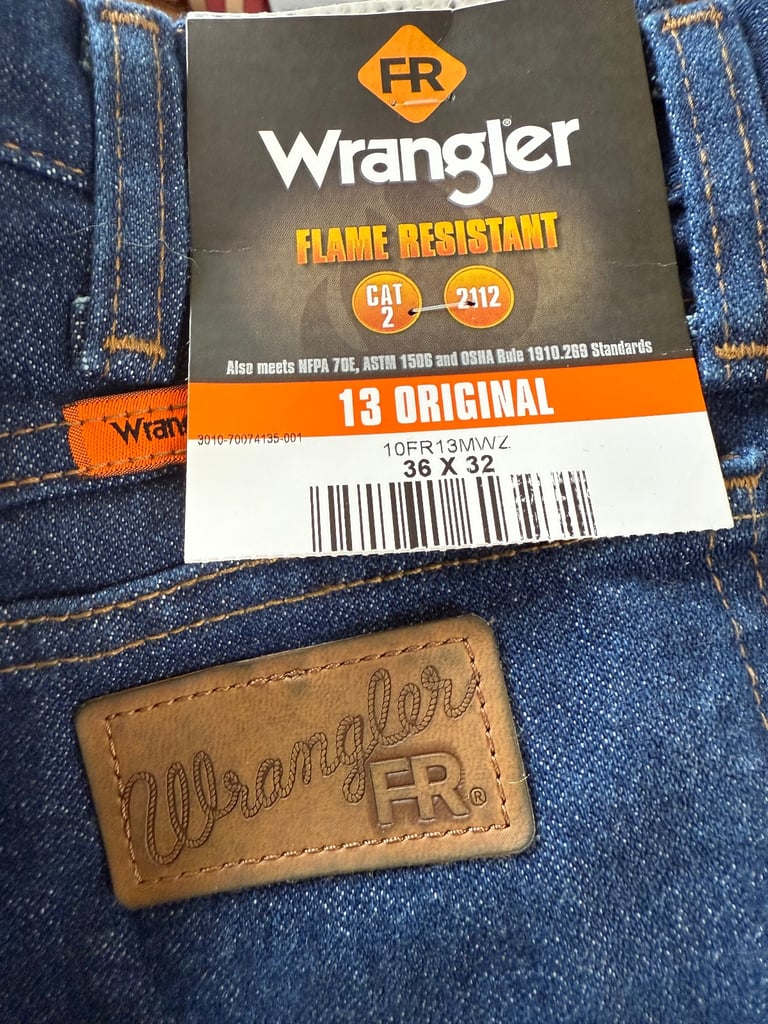 FR
Wrangler®
FLAME RESISTANT
CAT
2
2112
Also meets NFPA 70E, ASTM 1506 and OSHA Rule 1910.269 Standards
13 ORIGINAL
Wran
3010-70074135-001
10FR13MWZ
36 X 32
Wrangler
FR®